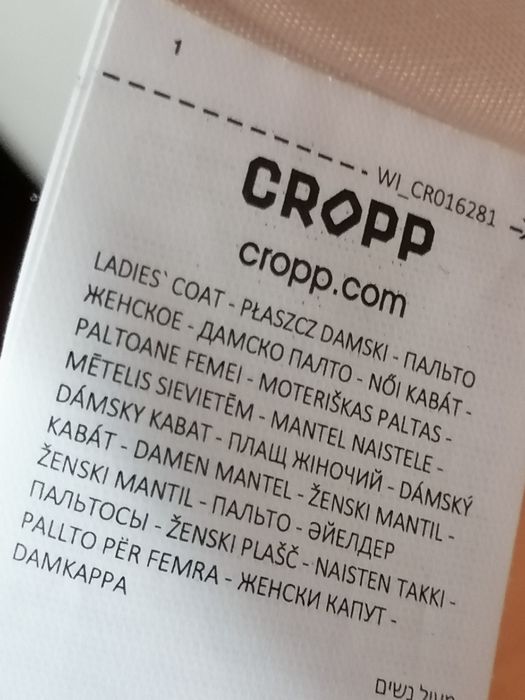 1
WI_CR016281
CROPP
cropp.com
LADIES` COAT - PŁASZCZ DAMSKI - ПАЛЬТО
ЖЕНСКОЕ - ДАМСКО ПАЛТО - NŐI KABÁT -
PALTOANE FEMEI - MOTERIŠKAS PALTAS -
MĒTELIS SIEVIETĒM - MANTEL NAISTELE -
DÁMSKY KABAT - ПЛАЩ ЖІНОЧИЙ - DÁMSKÝ
KABÁT - DAMEN MANTEL - ŽENSKI MANTIL -
ŽENSKI MANTIL - ПАЛЬТО - ӘЙЕЛДЕР
ПАЛЬТОСЫ - ŽENSKI PLAŠČ - NAISTEN TAKKI -
PALLTO PËR FEMRA - ЖЕНСКИ КАПУТ -
DAMKAPPA
נשים